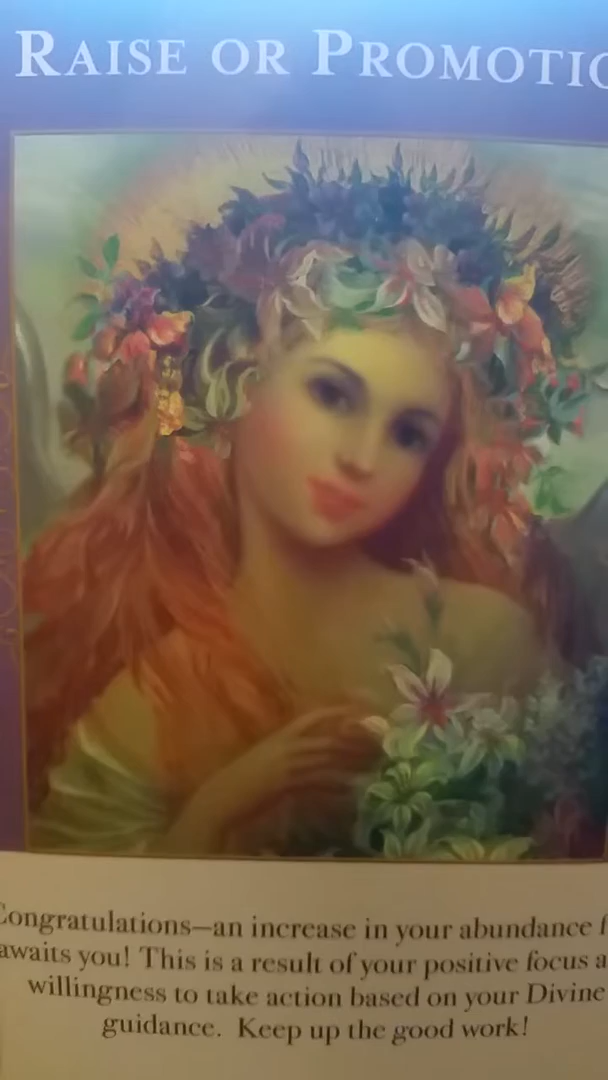 RAISE OR PROMOTIO
Congratulations—an increase in your abundance f
awaits you! This is a result of your positive focus a
willingness to take action based on your Divine
guidance. Keep up the good work!